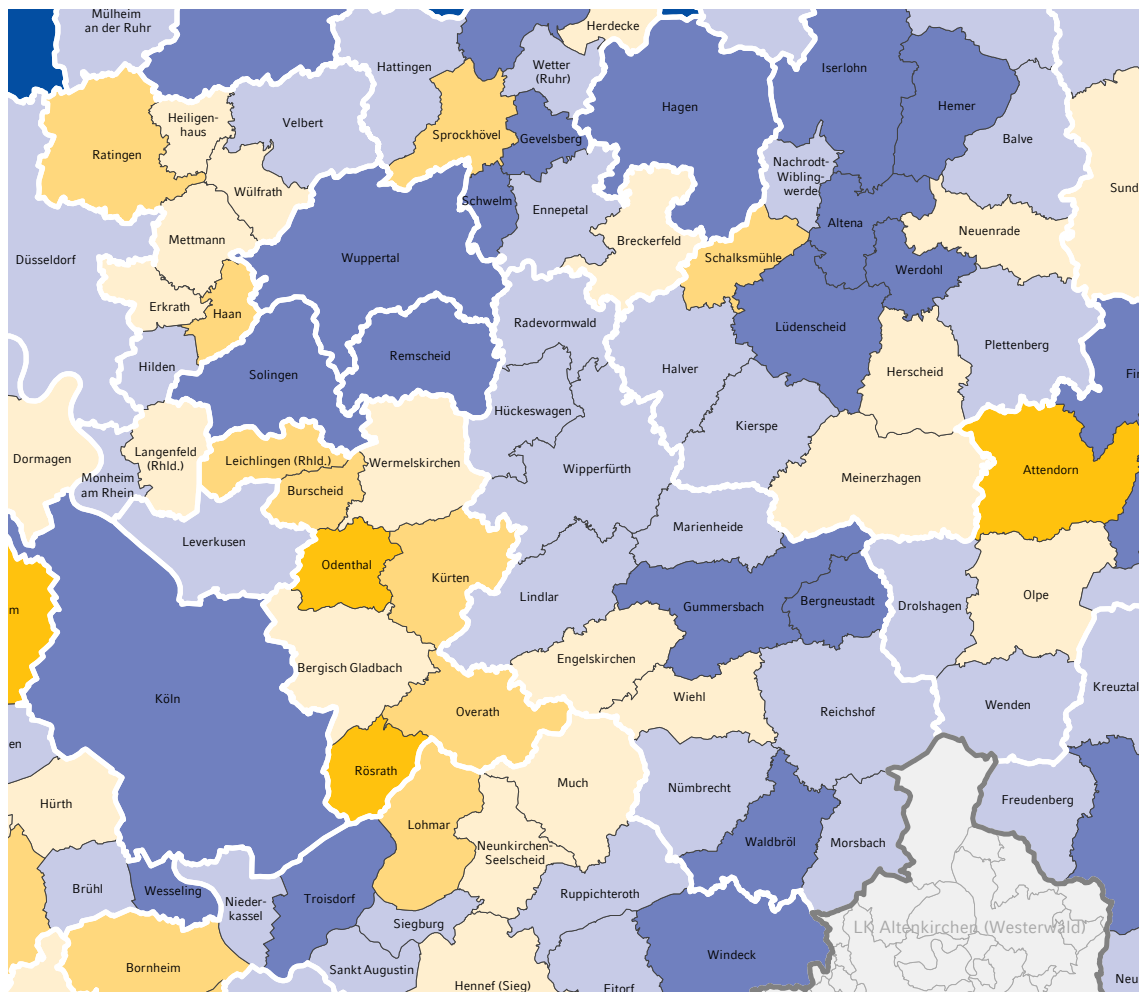 Mülheim
an der Ruhr
Herdecke
Hattingen
Wetter
(Ruhr)
Iserlohn
Hagen
Hemer
Heiligen-
haus
Velbert
Sprockhövel
Gevelsberg
Balve
Ratingen
Nachrodt-
Wibling-
werde
Wülfrath
Sund
Schwelm
Ennepetal
Altena
Mettmann
Breckerfeld
Neuenrade
Düsseldorf
Wuppertal
Schalksmühle
Werdohl
Erkrath
Haan
Radevormwald
Lüdenscheid
Plettenberg
Remscheid
Hilden
Solingen
Halver
Herscheid
Fin
Hückeswagen
Kierspe
Dormagen
Langenfeld
(Rhld.)
Leichlingen (Rhld.)
Wermelskirchen
Wipperfürth
Meinerzhagen
Attendorn
Monheim
am Rhein
Burscheid
Marienheide
Leverkusen
Odenthal
Kürten
Lindlar
Gummersbach
Bergneustadt
Drolshagen
Olpe
m
Engelskirchen
Bergisch Gladbach
Köln
Wiehl
Kreuztal
Overath
Reichshof
Wenden
en
Rösrath
Much
Nümbrecht
Hürth
Freudenberg
Lohmar
Waldbröl
Morsbach
Neunkirchen-
Seelscheid
Brühl
Wesseling
Troisdorf
Ruppichteroth
Nieder-
kassel
Siegburg
LK Altenkirchen (Westerwald)
Windeck
Bornheim
Sankt Augustin
Hennef (Sieg)
Eitorf
Neu